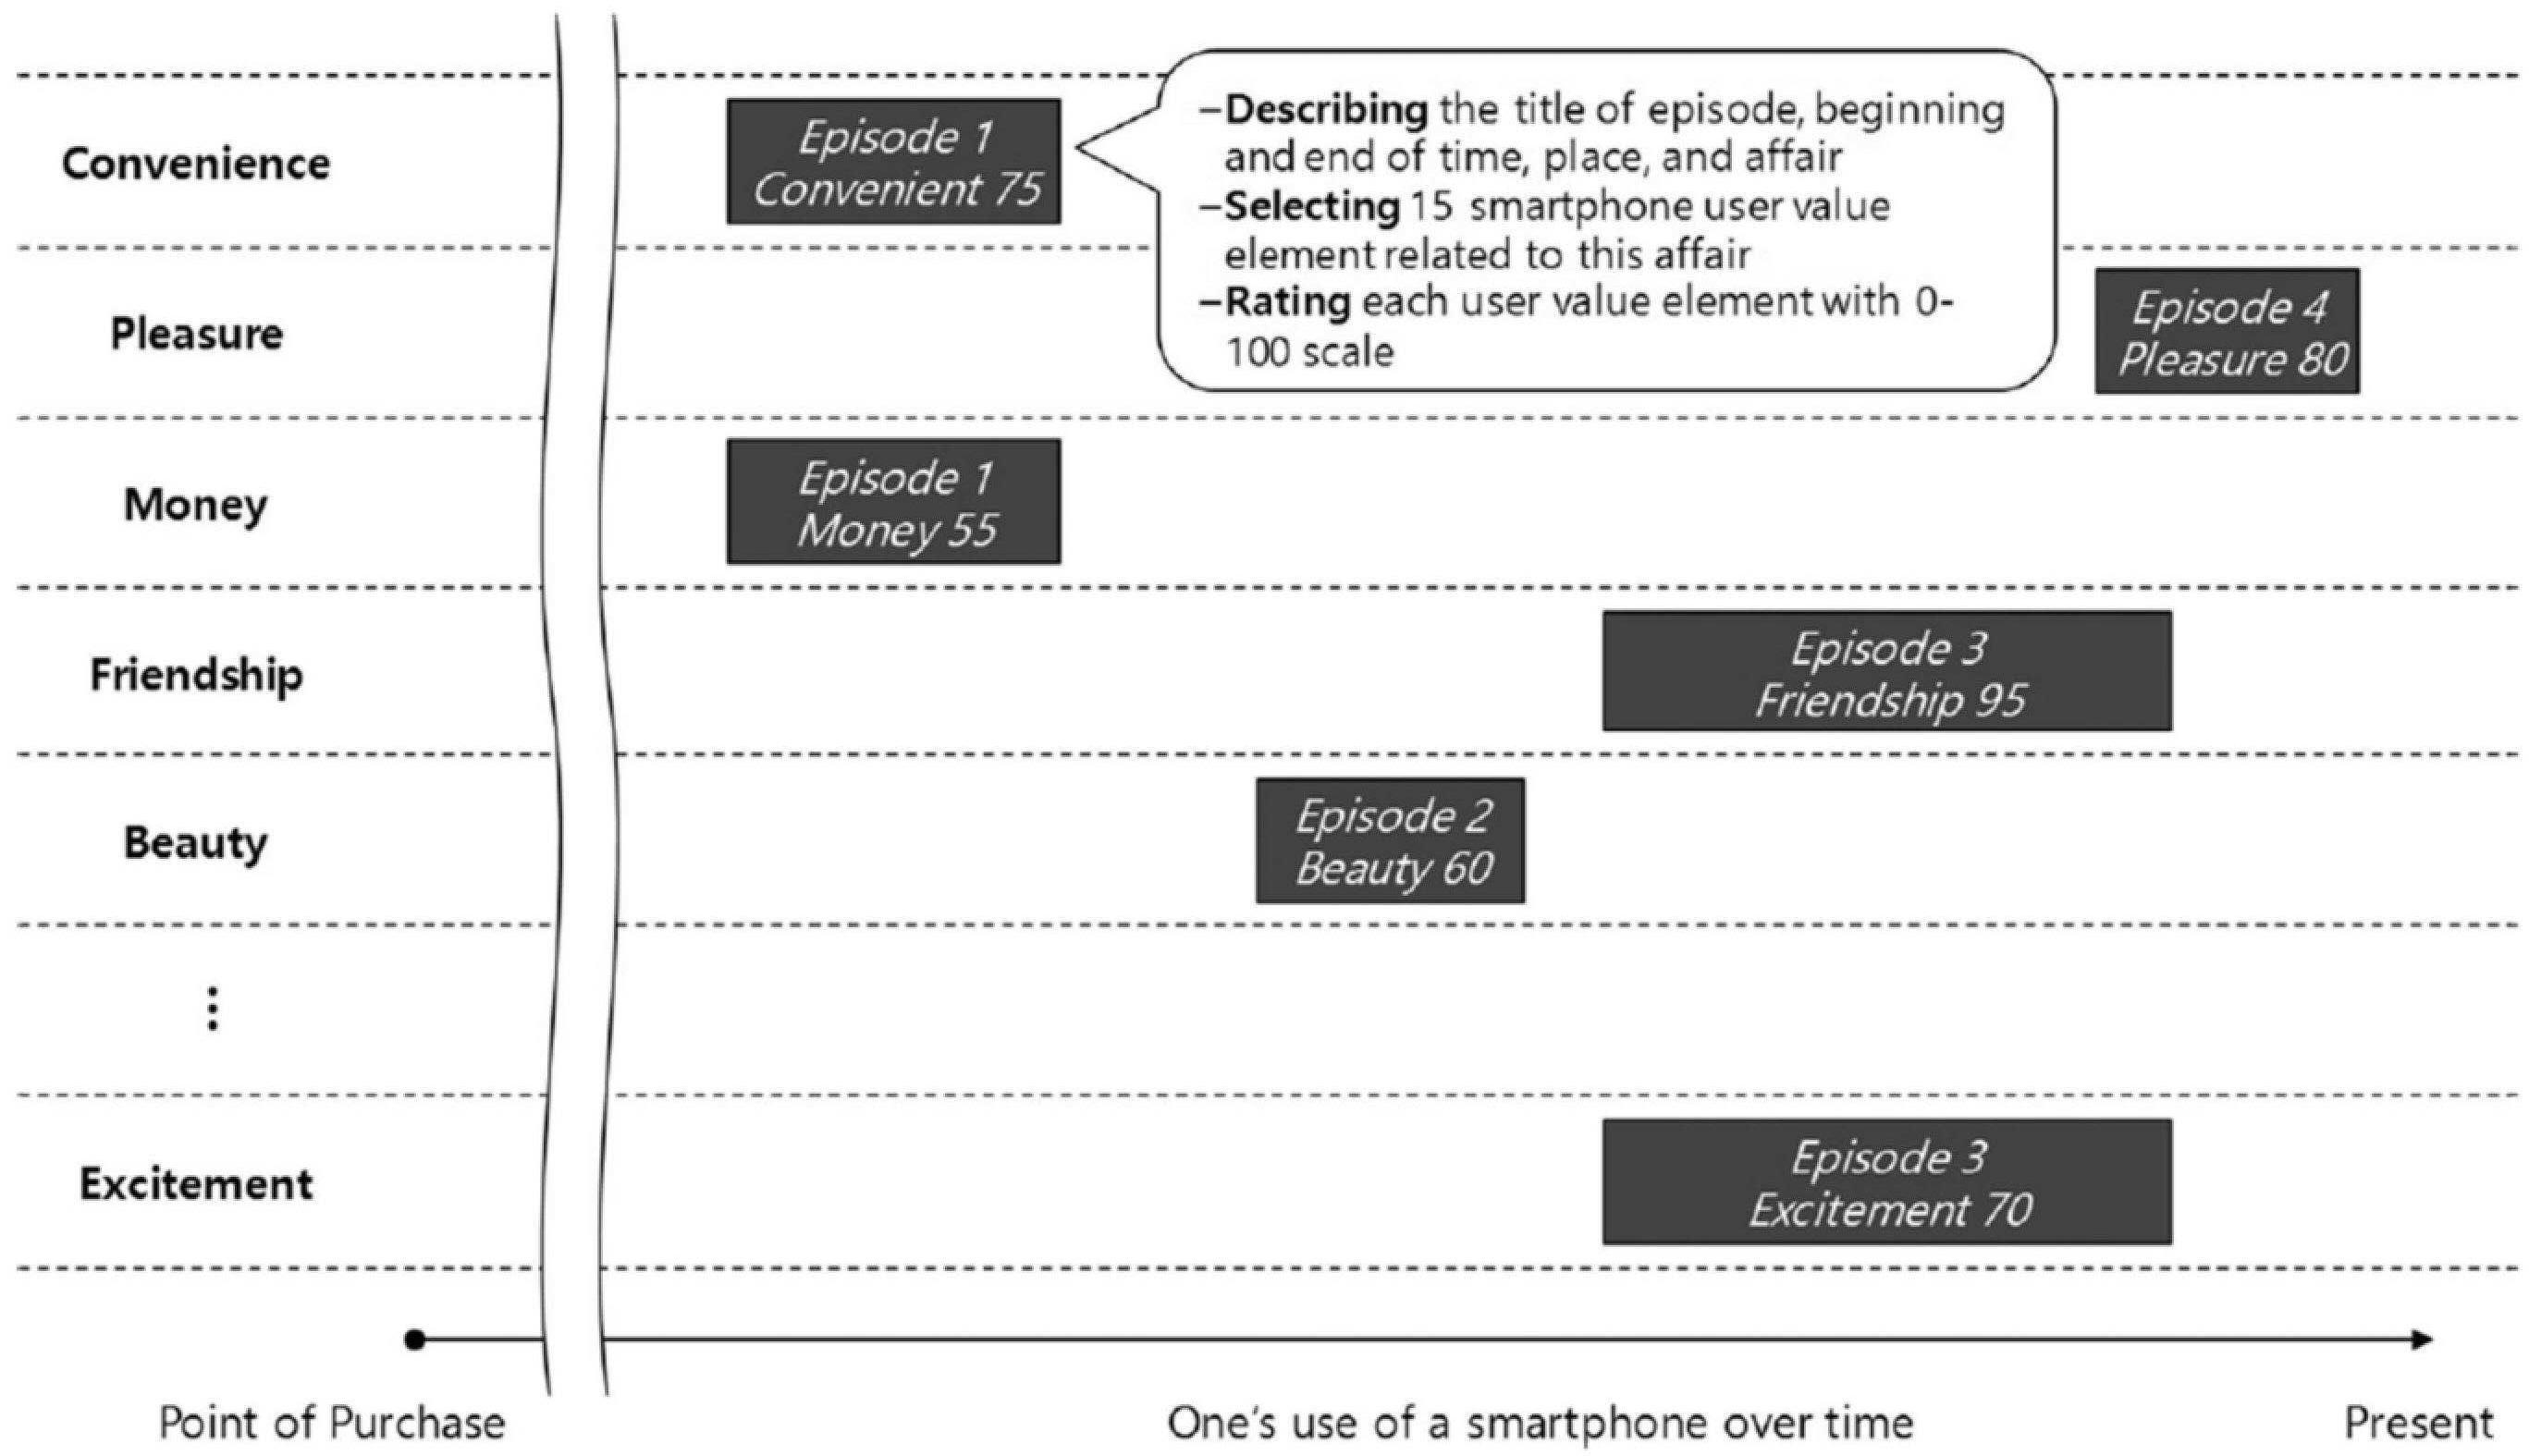 Convenience
Episode 1
Convenient 75
–Describing the title of episode, beginning
and end of time, place, and affair
–Selecting 15 smartphone user value
element related to this affair
–Rating each user value element with 0-
100 scale
Pleasure
Episode 4
Pleasure 80
Money
Episode 1
Money 55
Friendship
Episode 3
Friendship 95
Beauty
Episode 2
Beauty 60
⋮
Excitement
Episode 3
Excitement 70
Point of Purchase
One's use of a smartphone over time
Present